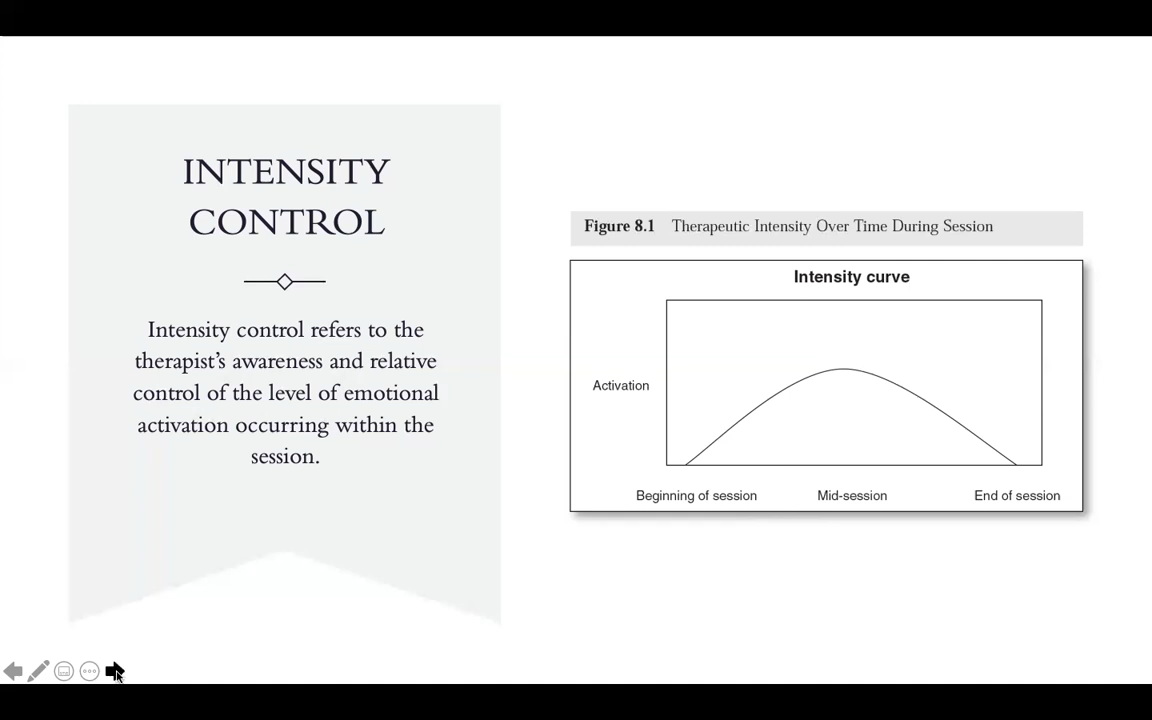 INTENSITY
CONTROL
Intensity control refers to the
therapist’s awareness and relative
control of the level of emotional
activation occurring within the
session.
Figure 8.1 Therapeutic Intensity Over Time During Session
Intensity curve
Activation
Beginning of session Mid-session End of session